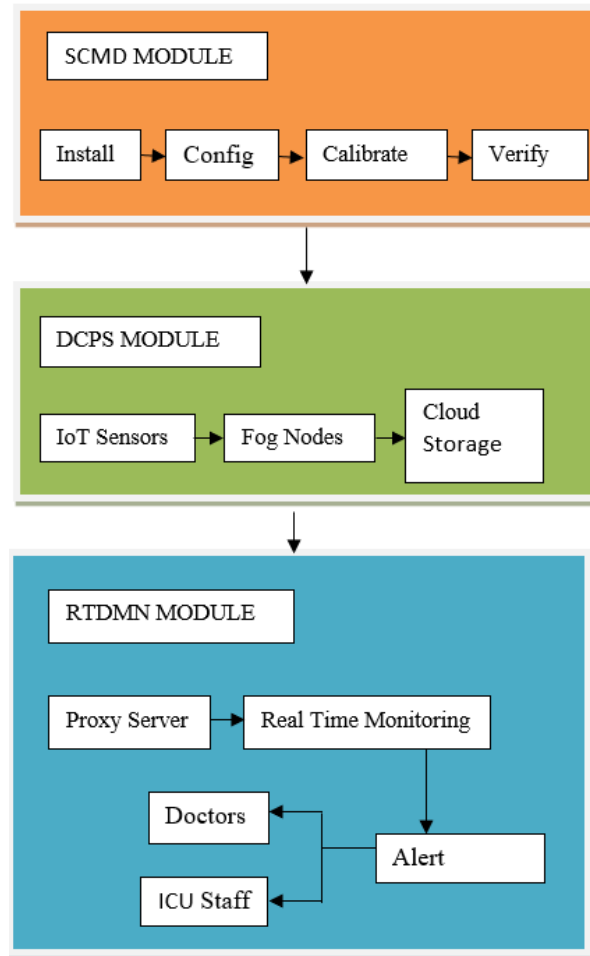 SCMD MODULE
Install
Config
Calibrate
Verify
DCPS MODULE
IoT Sensors
Fog Nodes
Cloud
Storage
RTDMN MODULE
Proxy Server
Real Time Monitoring
Doctors
Alert
ICU Staff